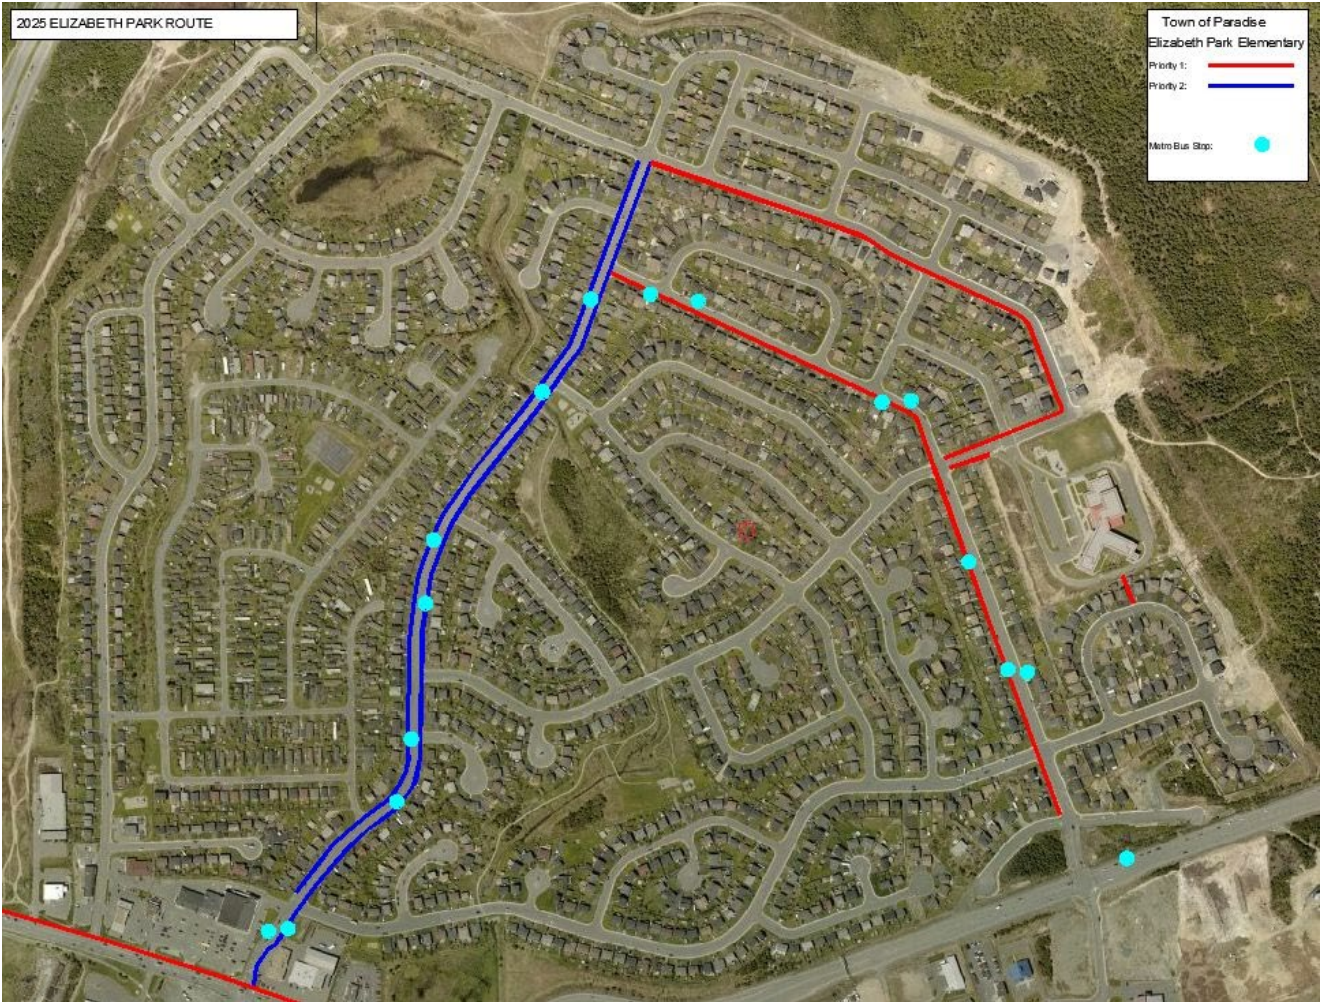 2025 ELIZABETH PARK ROUTE
Town of Paradise
Elizabeth Park Elementary
Priority 1:
Priority 2:
Metro Bus Stop: